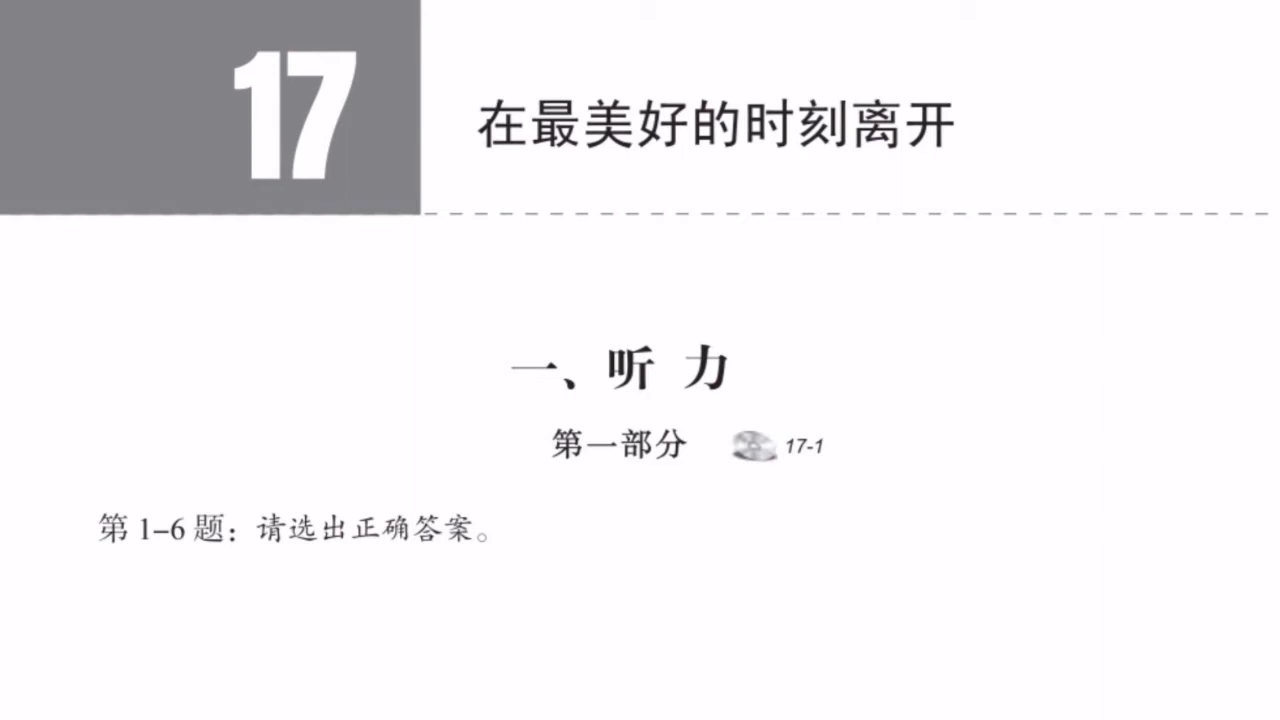 17
在最美好的时刻离开
一、听 力
第一部分 17-1
第 1–6 题：请选出正确答案。